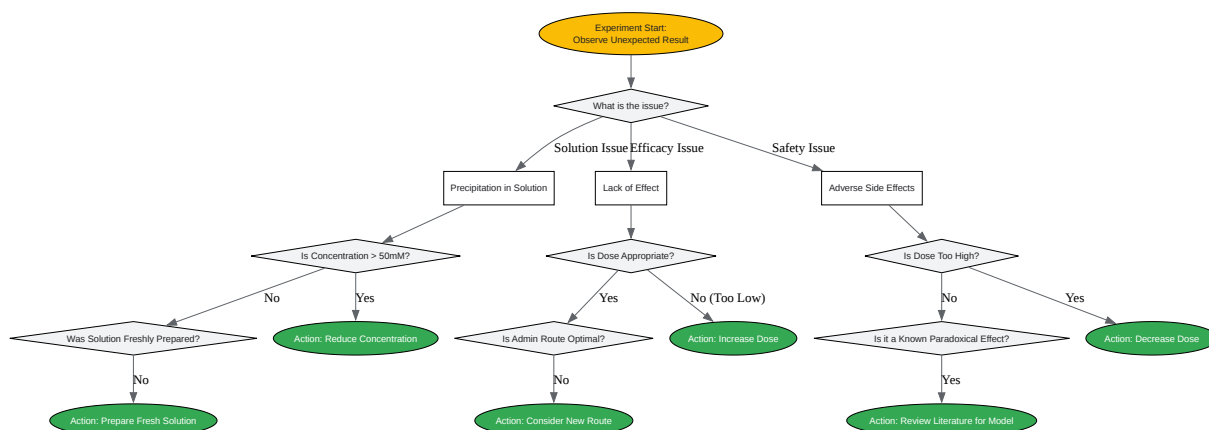 Experiment Start:
Observe Unexpected Result
What is the issue?
Solution Issue
Efficacy Issue
Safety Issue
Precipitation in Solution
Lack of Effect
Adverse Side Effects
Is Concentration > 50mM?
Is Dose Appropriate?
Is Dose Too High?
No
Yes
Yes
No (Too Low)
No
Yes
Was Solution Freshly Prepared?
Action: Reduce Concentration
Is Admin Route Optimal?
Action: Increase Dose
Is it a Known Paradoxical Effect?
Action: Decrease Dose
No
No
Yes
Action: Prepare Fresh Solution
Action: Consider New Route
Action: Review Literature for Model